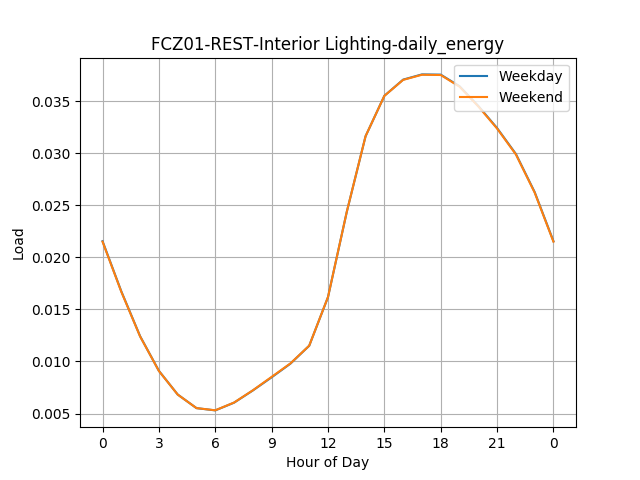 FCZ01-REST-Interior Lighting-daily_energy
Weekday
Weekend
0.035
0.030
0.025
0.020
0.015
0.010
0.005
Load
0 3 6 9 12 15 18 21 0
Hour of Day